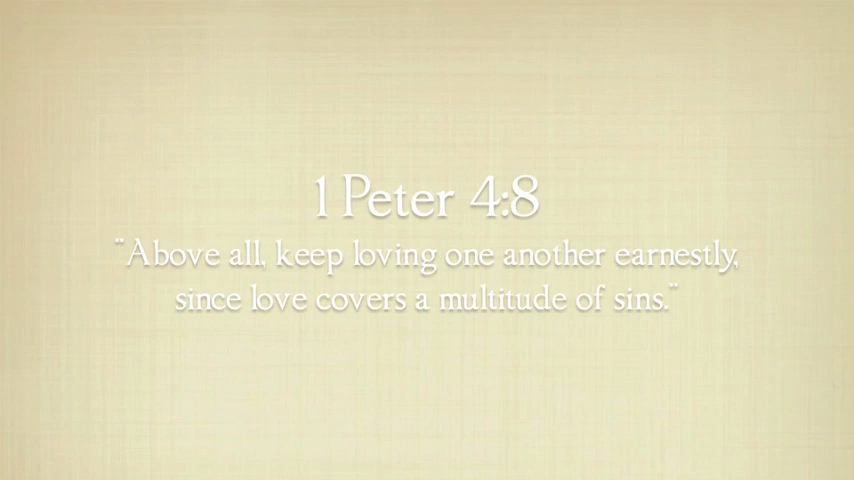 1 Peter 4:8
"Above all, keep loving one another earnestly,
since love covers a multitude of sins."